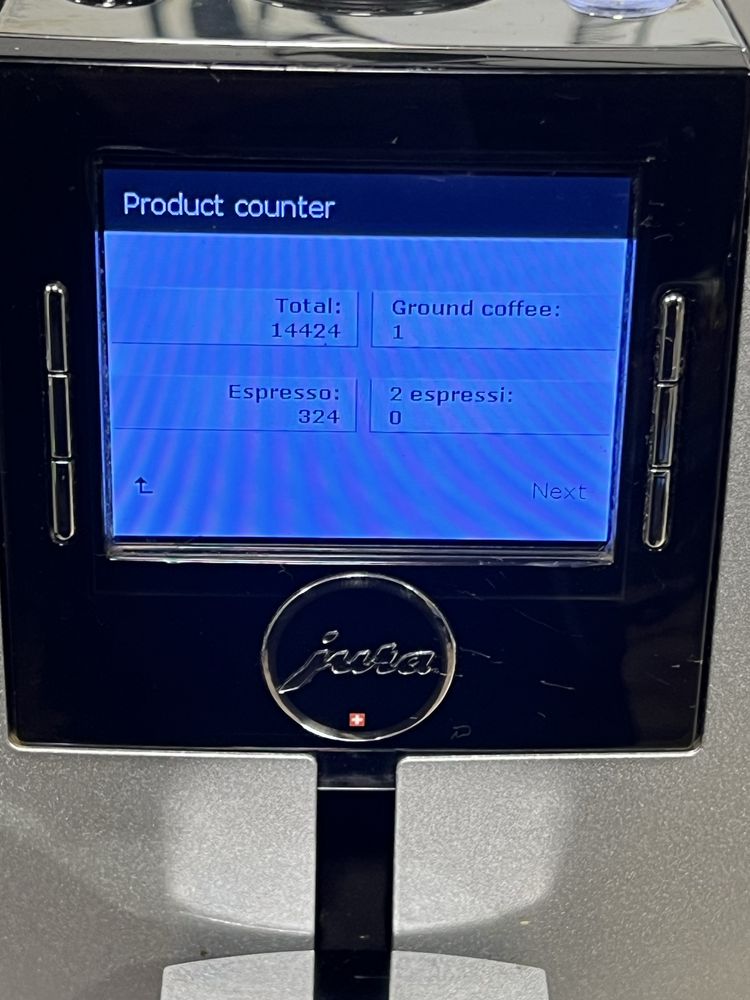 Product counter
Total:
14424
Ground coffee:
1
Espresso:
324
2 espressi:
0
Next
jura